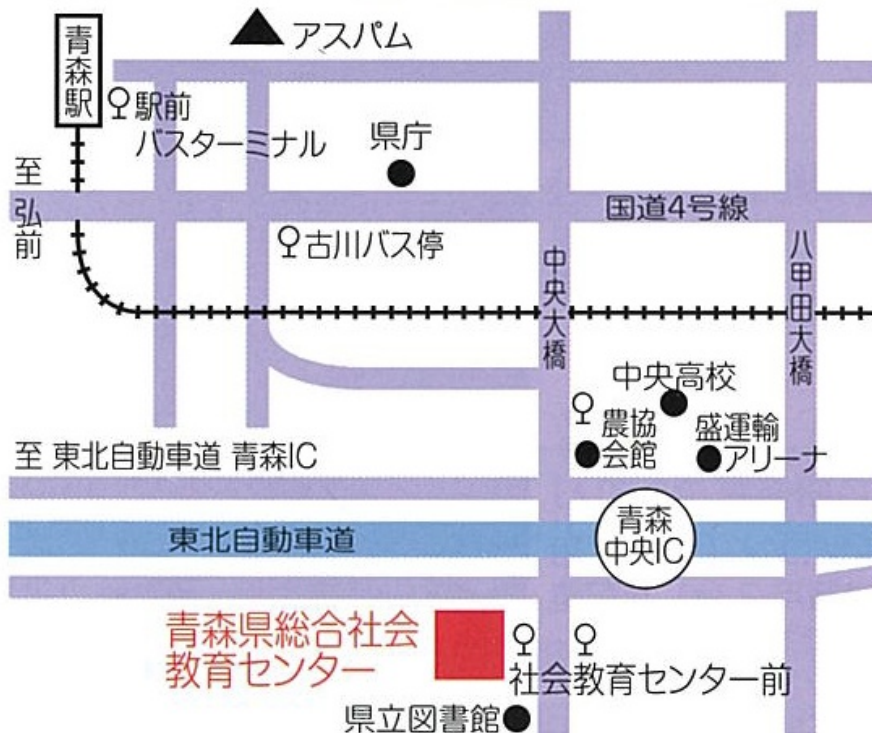 アスパム
青森駅
駅前
バスターミナル
県庁
至弘前
国道4号線
古川バス停
中央大橋
八甲田大橋
中央高校
農協
会館
盛運輸
アリーナ
至 東北自動車道 青森IC
青森
中央IC
東北自動車道
青森県総合社会
教育センター
社会教育センター前
県立図書館